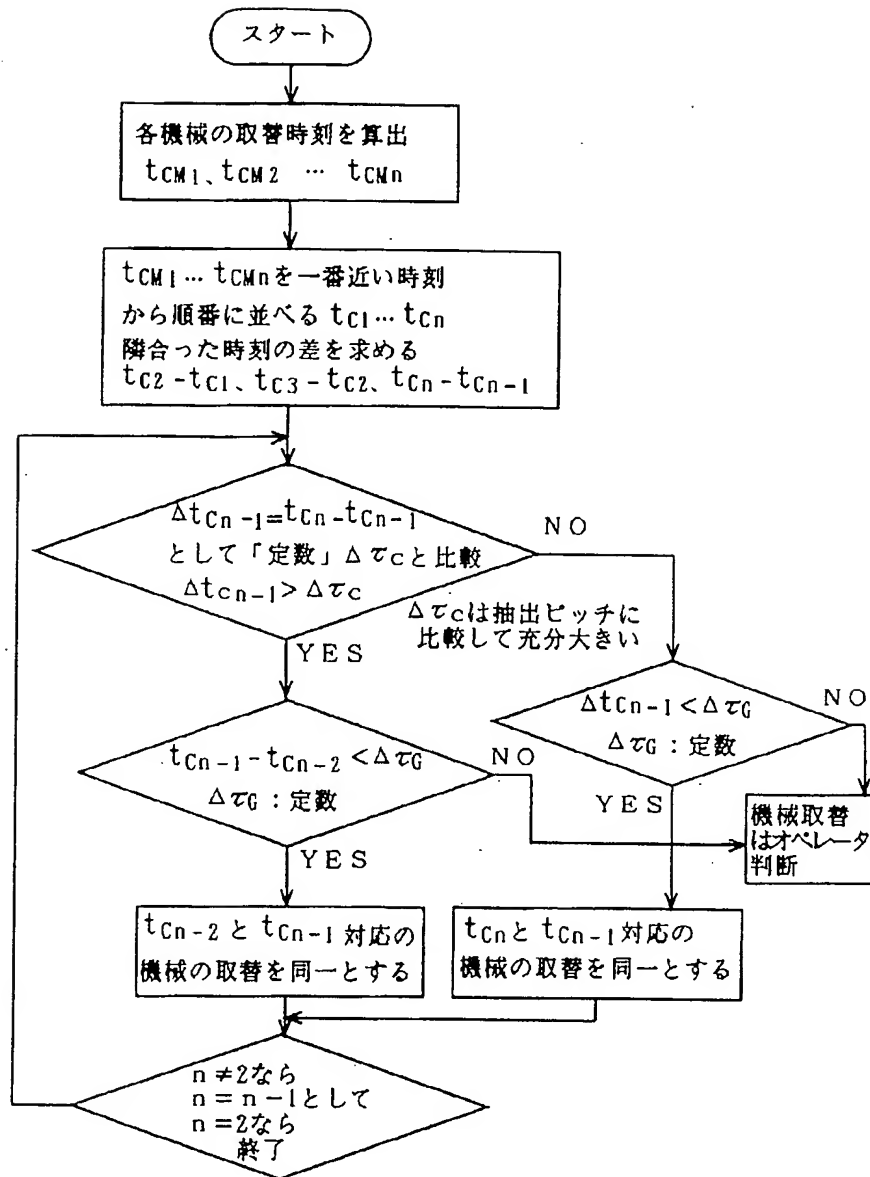 スタート
各機械の取替時刻を算出
tCM1、tCM2 … tCMn
tCM1… tCMnを一番近い時刻
から順番に並べる tC1…tCn
隣合った時刻の差を求める
tC2−tC1、tC3−tC2、tCn−tCn−1
ΔtCn−1=tCn−tCn−1
として「定数」ΔτCと比較
ΔtCn−1>ΔτC
NO
YES
ΔτCは抽出ピッチに
比較して充分大きい
ΔtCn−1<ΔτG
ΔτG:定数
NO
YES
tCn−1−tCn−2<ΔτG
ΔτG:定数
NO
YES
機械取替
はオペレータ
判断
tCn−2とtCn−1対応の
機械の取替を同一とする
tCnとtCn−1対応の
機械の取替を同一とする
n≠2なら
n=n−1として
n=2なら
終了